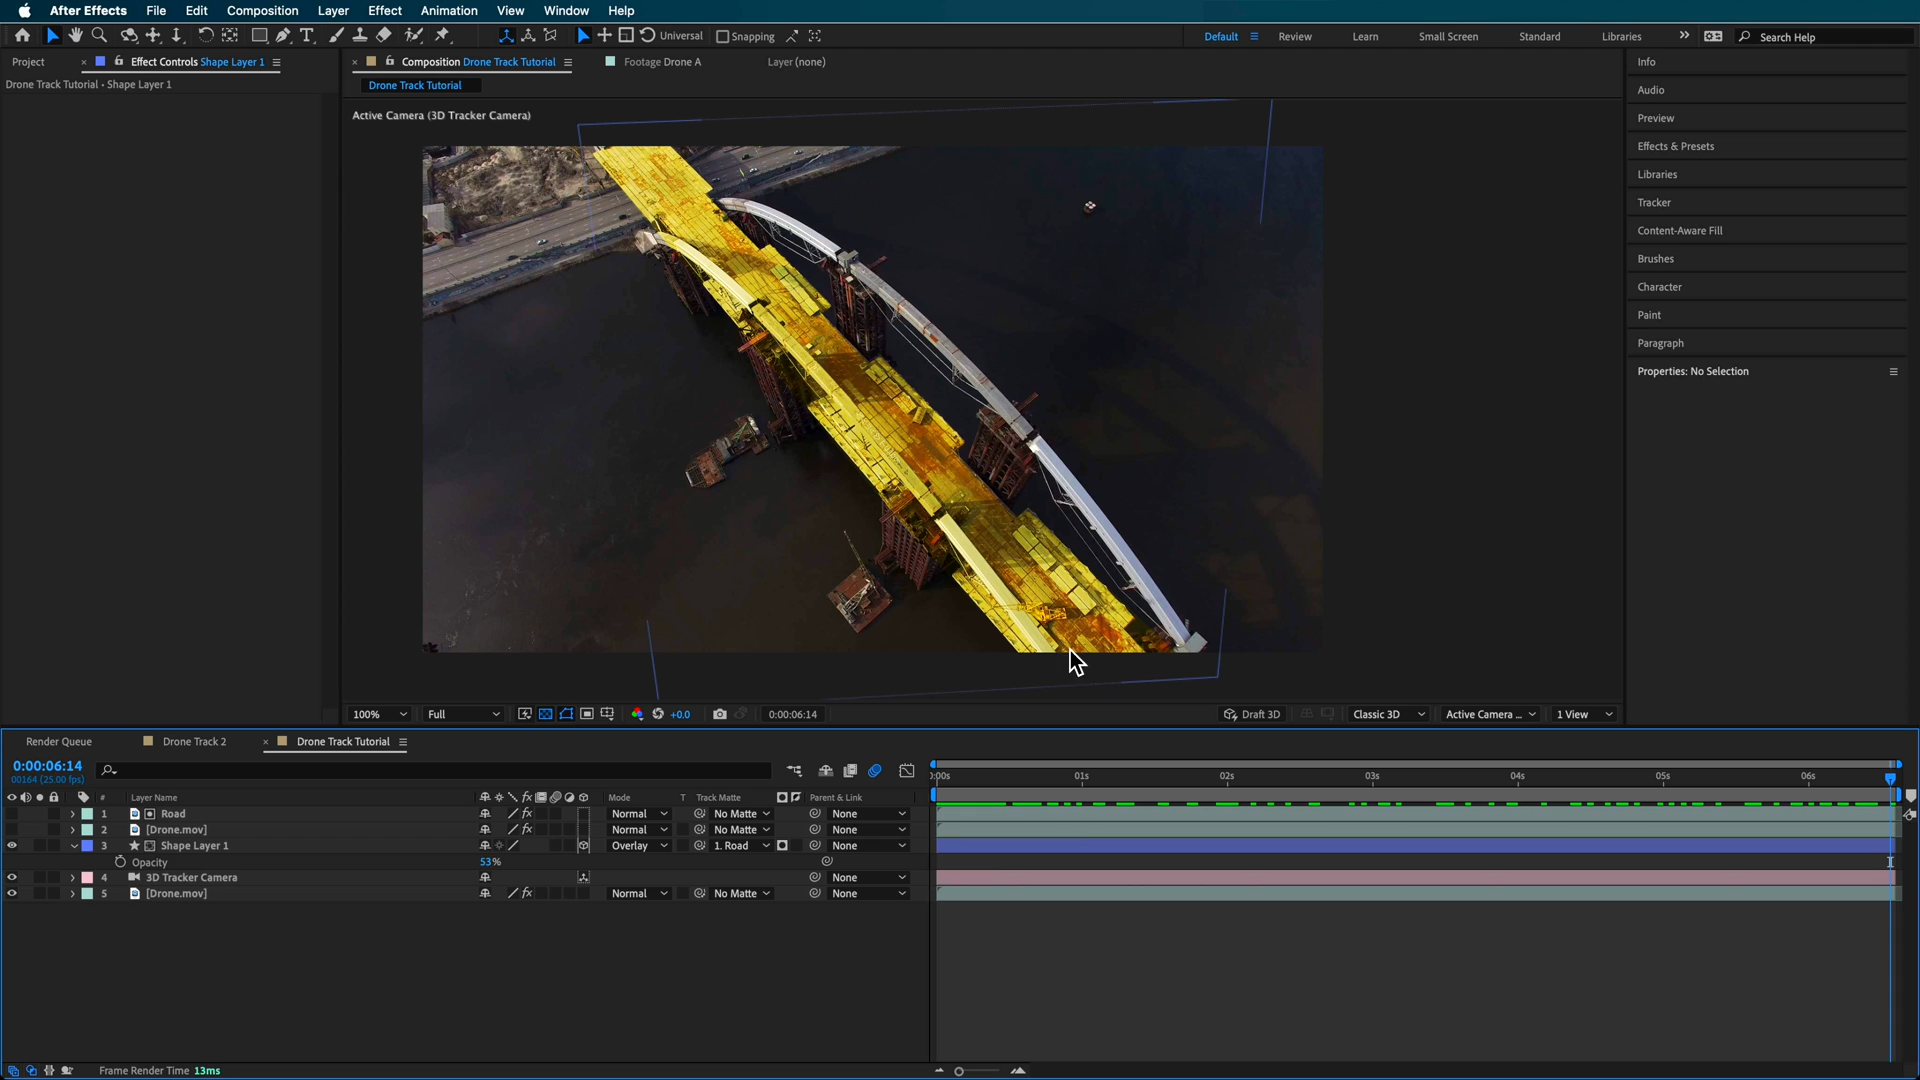 After Effects File Edit Composition Layer Effect Animation View Window Help
Universal Snapping Default Review Learn Small Screen Standard Libraries Search Help
Project Effect Controls Shape Layer 1 Composition Drone Track Tutorial Footage Drone A Layer (none) Info
Drone Track Tutorial • Shape Layer 1 Drone Track Tutorial
Audio
Active Camera (3D Tracker Camera)
Preview
Effects & Presets
Libraries
Tracker
Content-Aware Fill
Brushes
Character
Paint
Paragraph
Properties: No Selection
100% Full +0.0 0:00:06:14 Draft 3D Classic 3D Active Camera ... 1 View
Render Queue Drone Track 2 Drone Track Tutorial
0:00:06:14
00164 (25.00 fps)
:00s 01s 02s 03s 04s 05s 06s
# Layer Name Mode T Track Matte Parent & Link
1 Road Normal No Matte None
2 [Drone.mov] Normal No Matte None
3 Shape Layer 1 Overlay 1. Road None
Opacity 53%
4 3D Tracker Camera None
5 [Drone.mov] Normal No Matte None
Frame Render Time 13ms